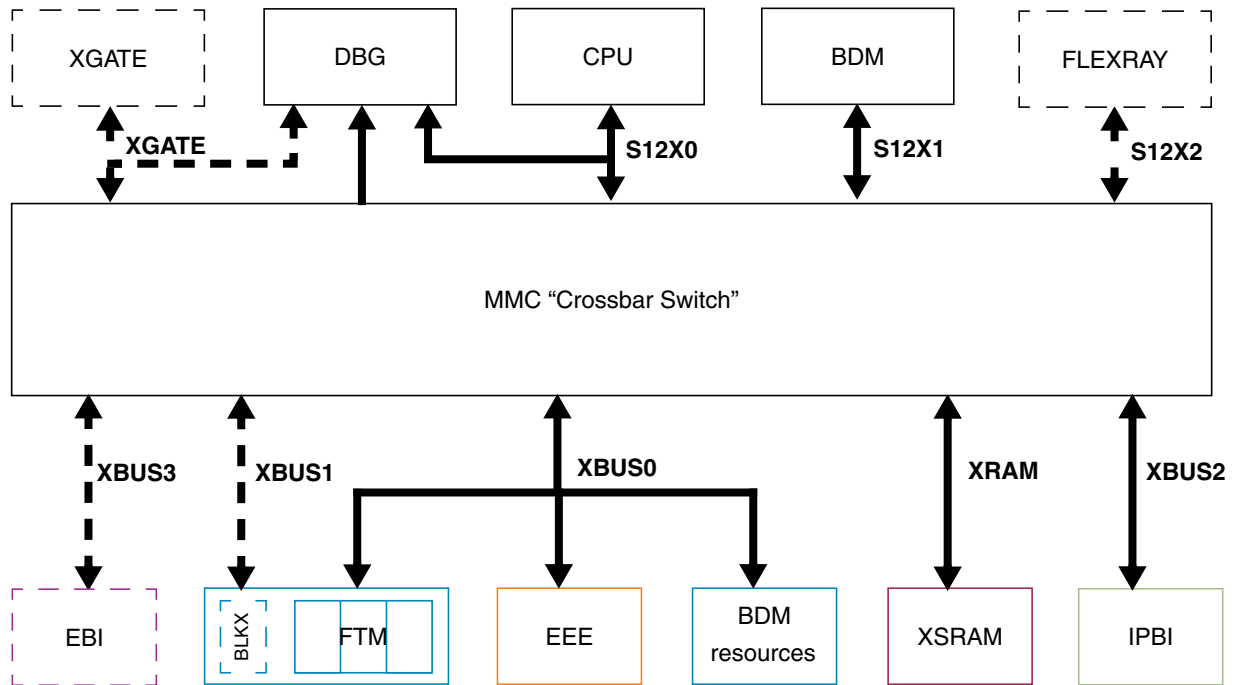 XGATE
DBG
CPU
BDM
FLEXRAY
XGATE
S12X0
S12X1
S12X2
MMC “Crossbar Switch”
XBUS3
XBUS1
XBUS0
XRAM
XBUS2
EBI
BLKX
FTM
EEE
BDM
resources
XSRAM
IPBI